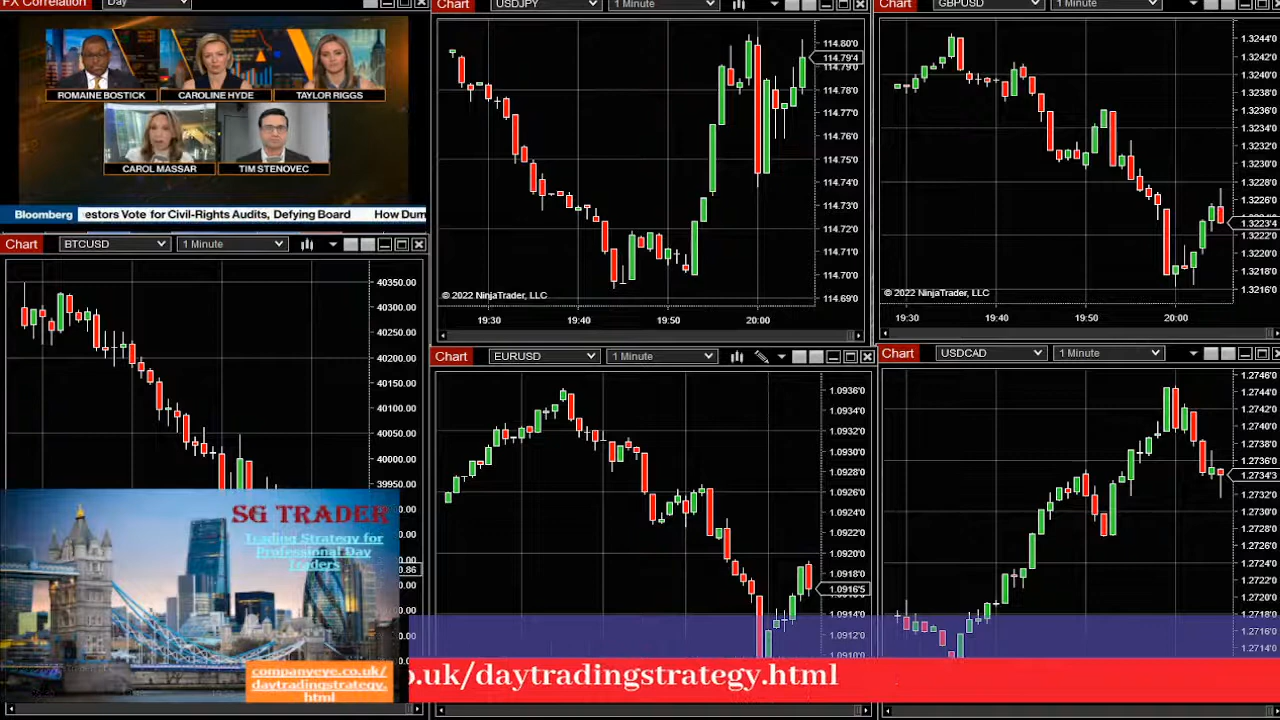 FX Correlation
Day
ROMAINE BOSTICK
CAROLINE HYDE
TAYLOR RIGGS
CAROL MASSAR
TIM STENOVEC
Bloomberg
estors Vote for Civil-Rights Audits, Defying Board
How Dum
Chart
USDJPY
1 Minute
114.80'0
114.79'4
114.79'0
114.78'0
114.77'0
114.76'0
114.75'0
114.74'0
114.73'0
114.72'0
114.71'0
114.70'0
114.69'0
© 2022 NinjaTrader, LLC
19:30
19:40
19:50
20:00
Chart
GBPUSD
1 Minute
1.3244'0
1.3240'0
1.3238'0
1.3234'0
1.3230'0
1.3228'0
1.3226'0
1.3223'4
1.3222'0
1.3220'0
1.3218'0
1.3216'0
© 2022 NinjaTrader, LLC
19:30
19:40
19:50
20:00
Chart
BTCUSD
1 Minute
40350.00
40300.00
40250.00
40200.00
40150.00
40100.00
40050.00
40000.00
39950.00
0.86
Chart
EURUSD
1 Minute
1.0936'0
1.0934'0
1.0932'0
1.0930'0
1.0928'0
1.0926'0
1.0924'0
1.0922'0
1.0920'0
1.0918'0
1.0916'5
1.0914'0
1.0912'0
1.0910'0
Chart
USDCAD
1 Minute
1.2746'0
1.2744'0
1.2742'0
1.2740'0
1.2738'0
1.2736'0
1.2734'3
1.2732'0
1.2730'0
1.2728'0
1.2726'0
1.2724'0
1.2722'0
1.2720'0
1.2718'0
1.2716'0
1.2714'0
SG TRADER
Trading Strategy for
Professional Day
Traders
companyeye.co.uk/
daytradingstrategy.
html
o.uk/daytradingstrategy.html